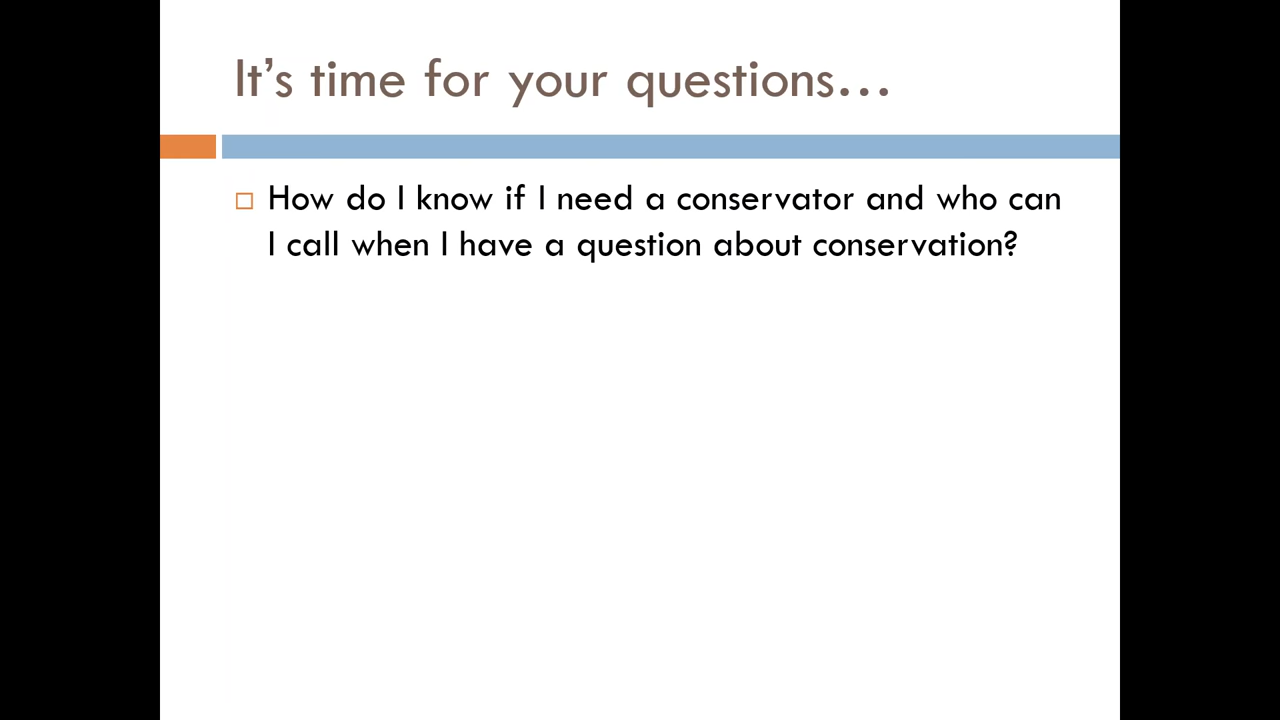 It’s time for your questions…
How do I know if I need a conservator and who can
I call when I have a question about conservation?